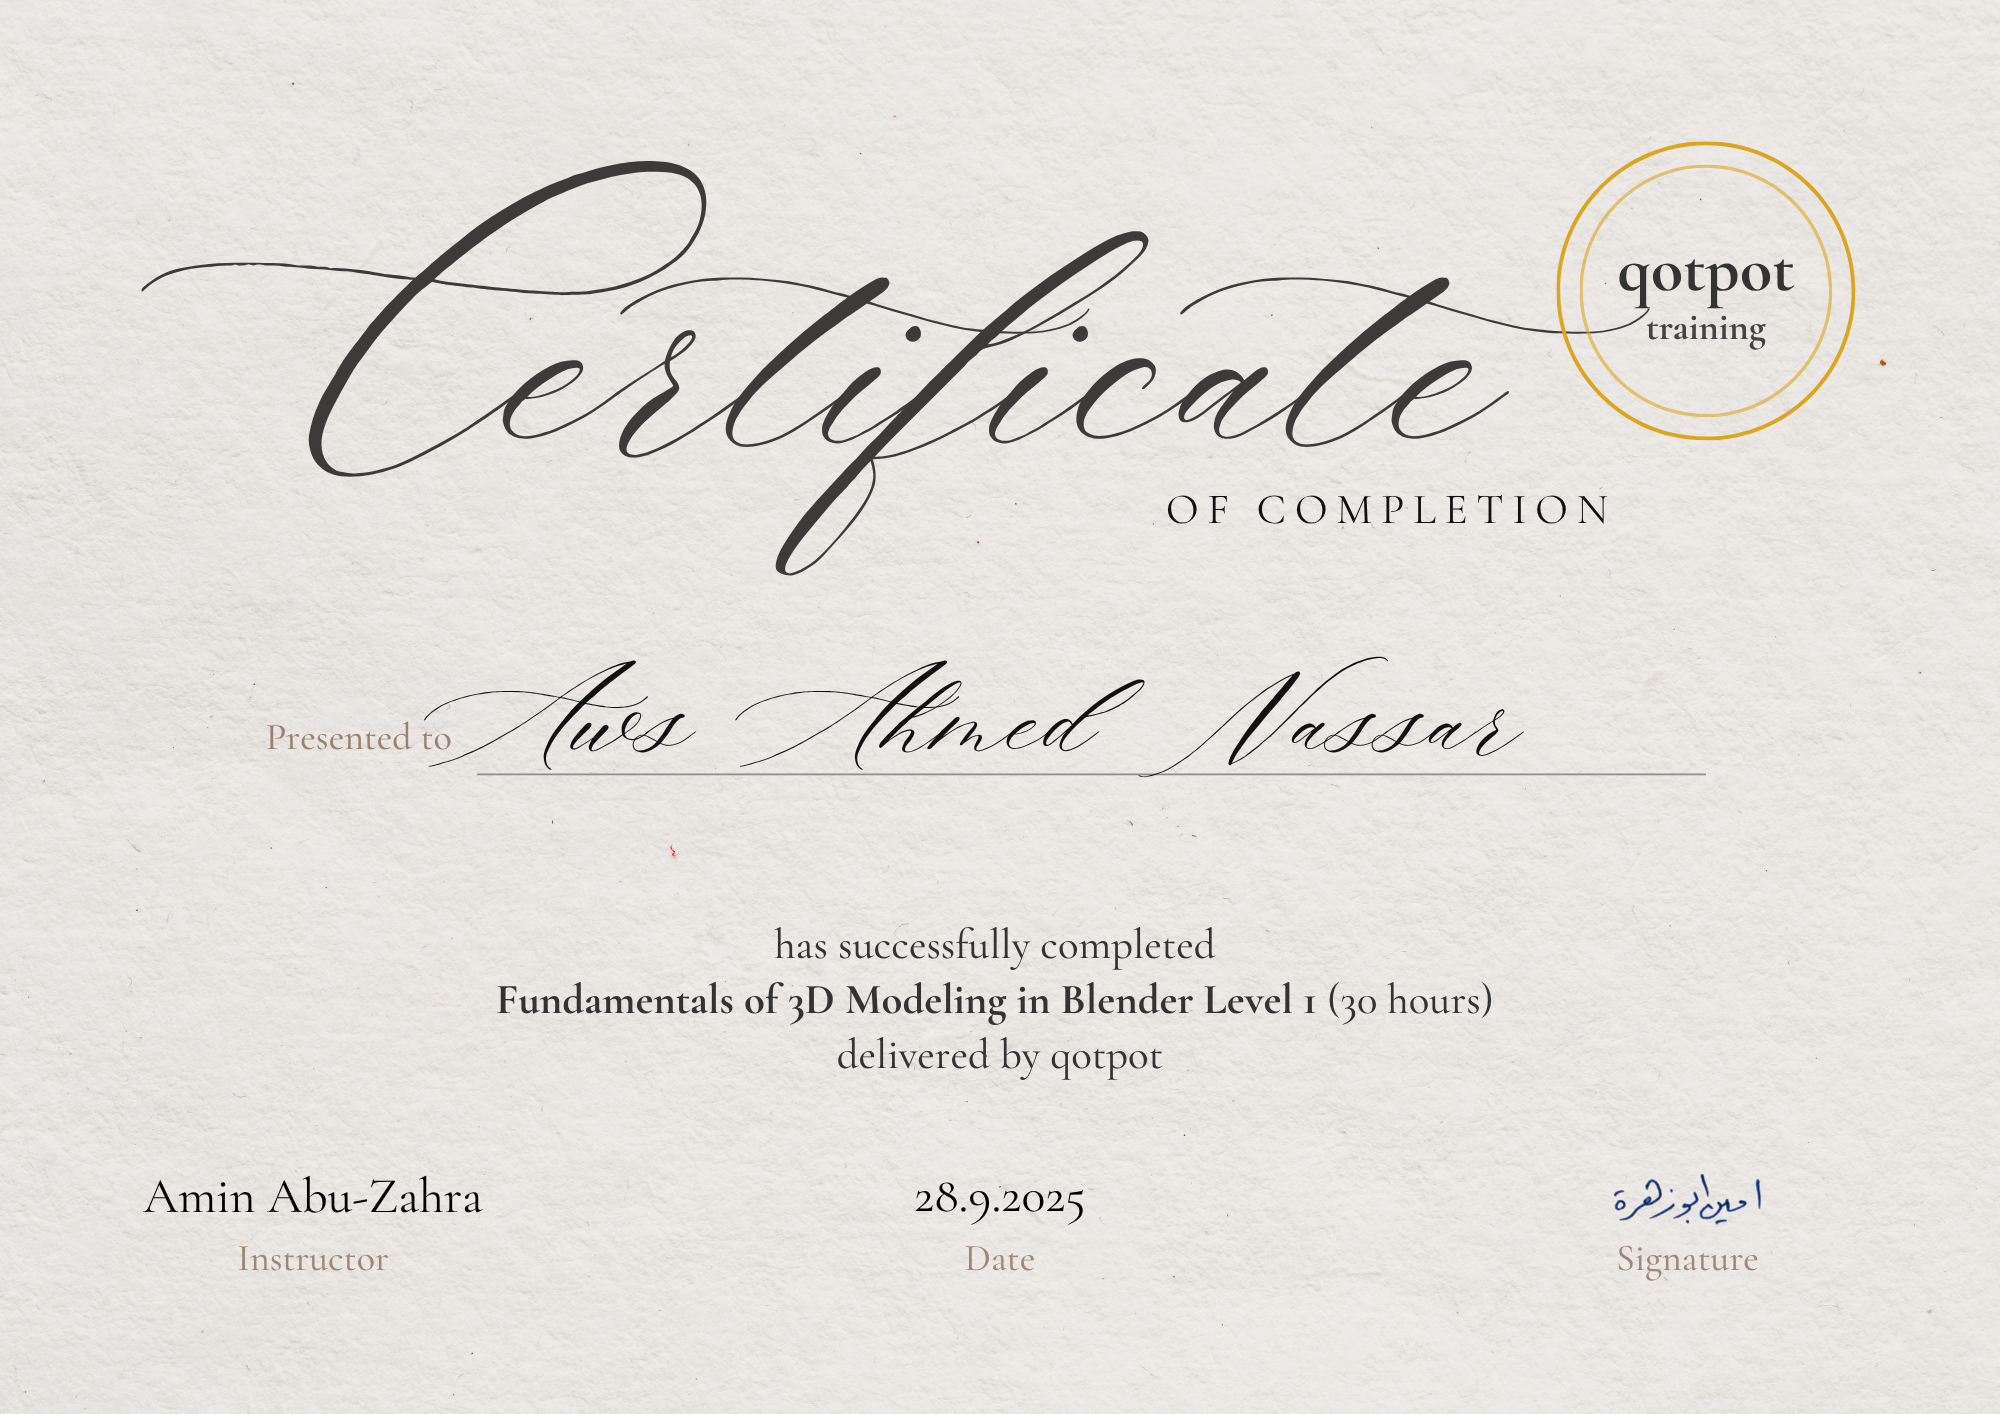 Certificate
OF COMPLETION
qotpot
training
Presented to Aws Ahmed Nassar
has successfully completed
Fundamentals of 3D Modeling in Blender Level 1 (30 hours)
delivered by qotpot
Amin Abu-Zahra
Instructor
28.9.2025
Date
امين ابوزهرة
Signature